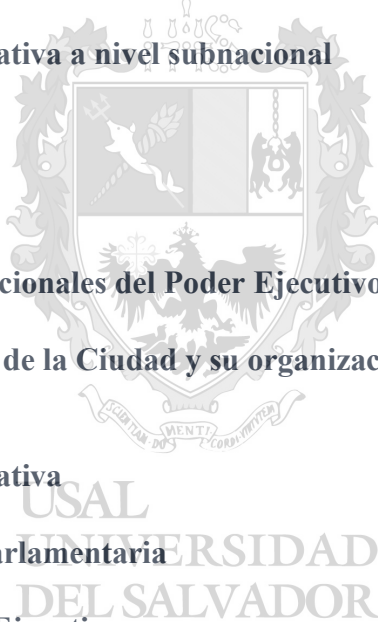 ativa a nivel subnacional
cionales del Poder Ejecutivo
de la Ciudad y su organizac
ativa
USAL
arlamentaria
UNIVERSIDAD
DEL SALVADOR